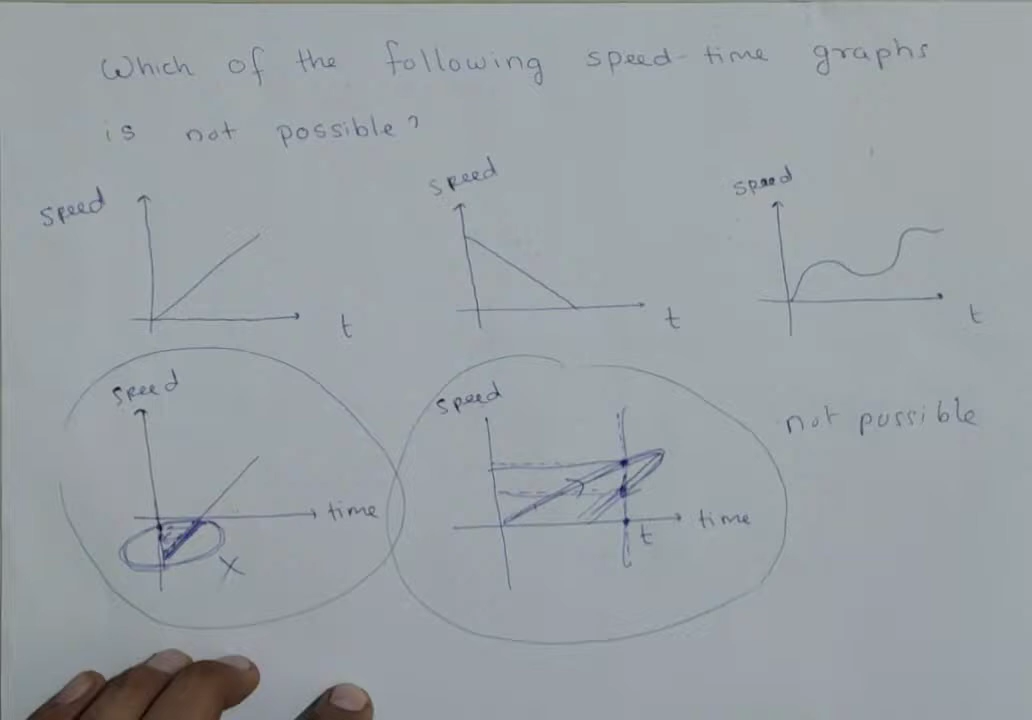 Which of the following speed-time graphs
is not possible?
speed
t
speed
t
speed
t
speed
time
X
speed
time
t
not possible